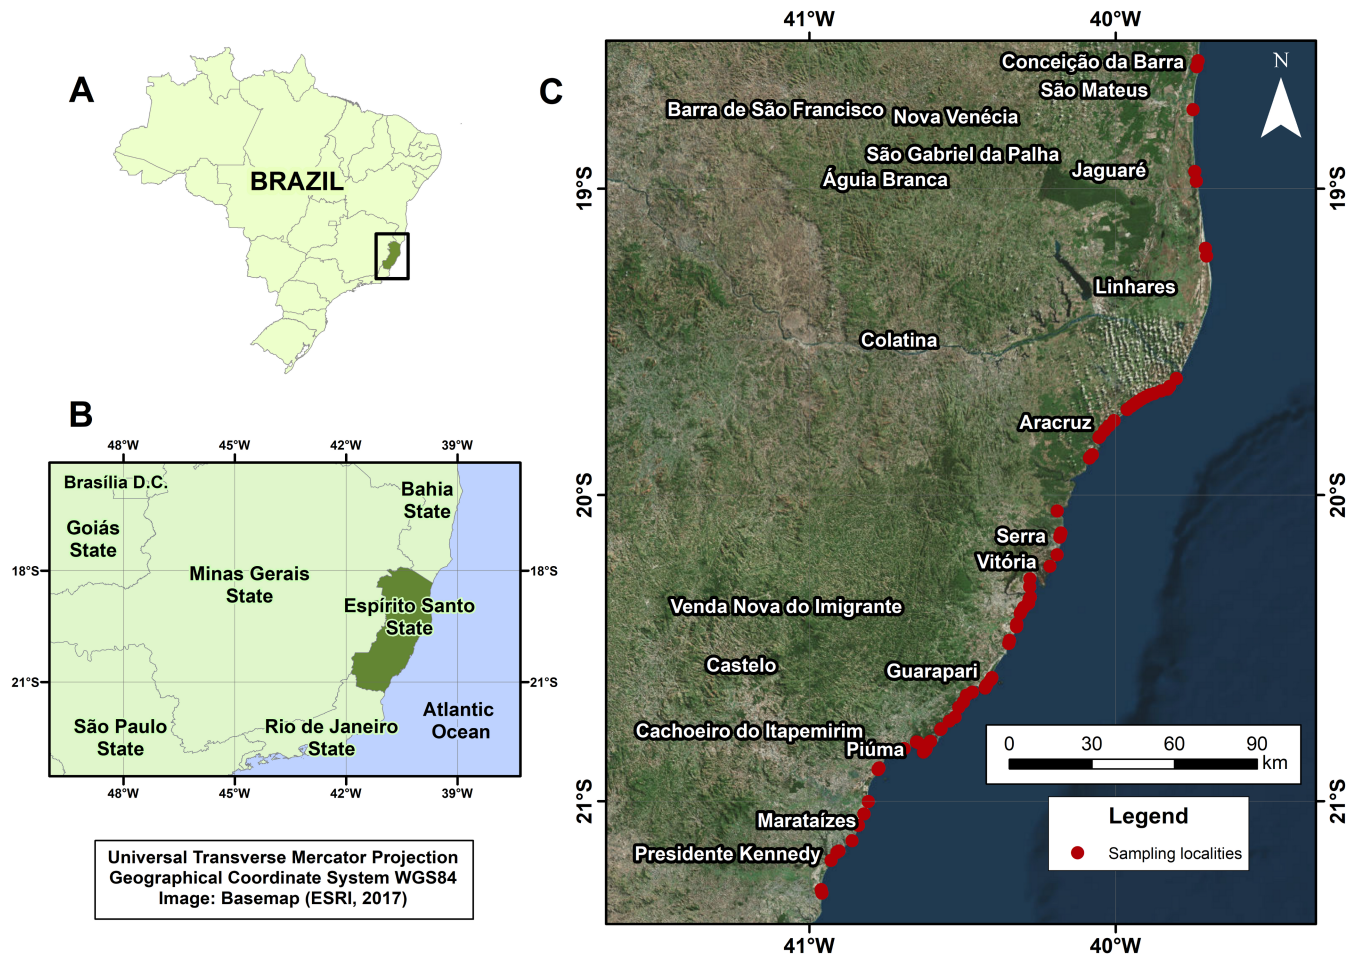 A
BRAZIL
B
48°W
45°W
42°W
39°W
Brasília D.C.
Bahia
State
Goiás
State
18°S
18°S
Minas Gerais
State
Espírito Santo
State
21°S
21°S
Atlantic
Ocean
São Paulo
State
Rio de Janeiro
State
48°W
45°W
42°W
39°W
Universal Transverse Mercator Projection
Geographical Coordinate System WGS84
Image: Basemap (ESRI, 2017)
C
41°W
40°W
N
Conceição da Barra
São Mateus
Barra de São Francisco
Nova Venécia
São Gabriel da Palha
Jaguaré
Águia Branca
19°S
19°S
Linhares
Colatina
Aracruz
20°S
20°S
Serra
Vitória
Venda Nova do Imigrante
Castelo
Guarapari
Cachoeiro do Itapemirim
Piúma
0 30 60 90
km
21°S
21°S
Marataízes
Presidente Kennedy
Legend
Sampling localities
41°W
40°W